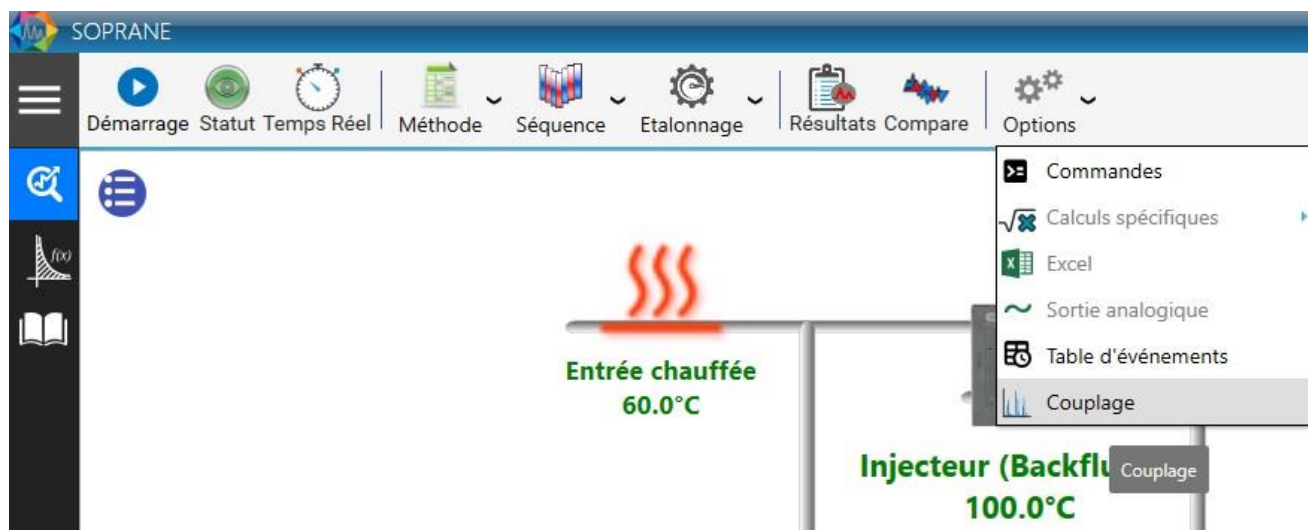 SOPRANE
Démarrage Statut Temps Réel Méthode Séquence Etalonnage Résultats Compare Options
Commandes
Calculs spécifiques
Excel
Sortie analogique
Table d'événements
Couplage
f(x)
Entrée chauffée
60.0°C
Injecteur (Backflu
Couplage
100.0°C